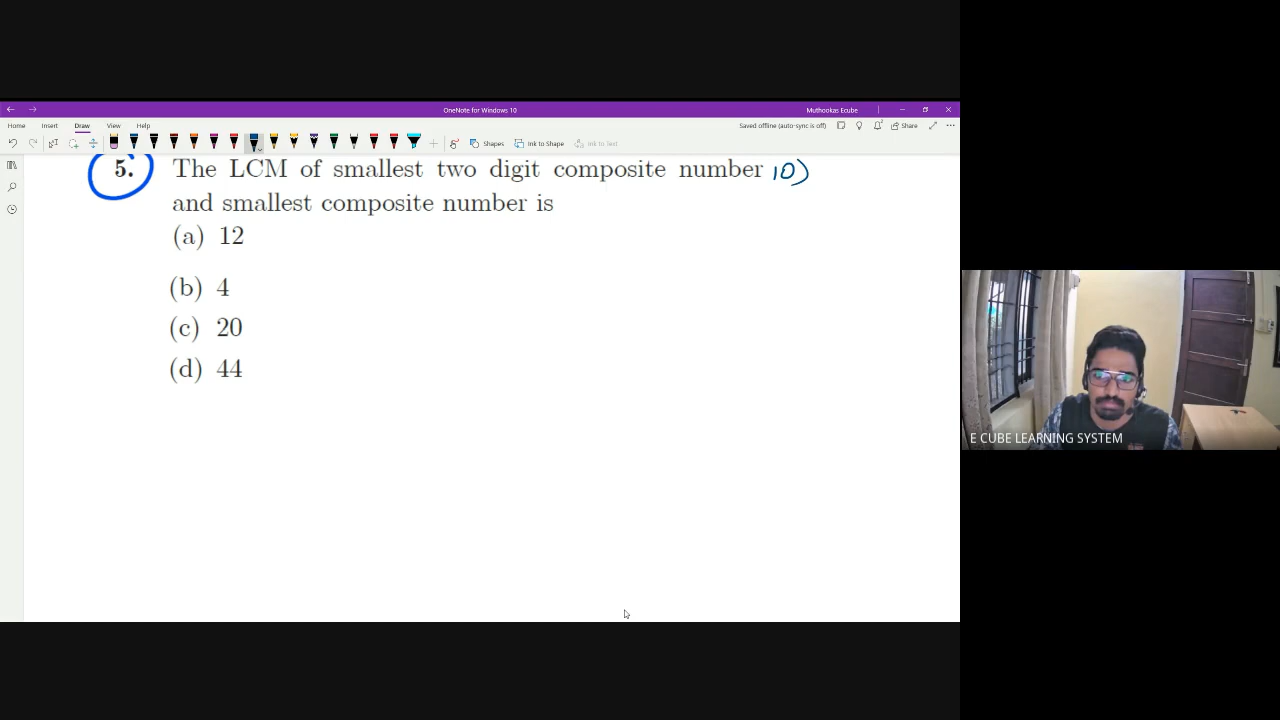 OneNote for Windows 10
Muthookas Ecube
Home Insert Draw View Help
Saved offline (auto-sync is off) Share
Shapes Ink to Shape Ink to Text
5. The LCM of smallest two digit composite number 10)
and smallest composite number is
(a) 12
(b) 4
(c) 20
(d) 44
E CUBE LEARNING SYSTEM